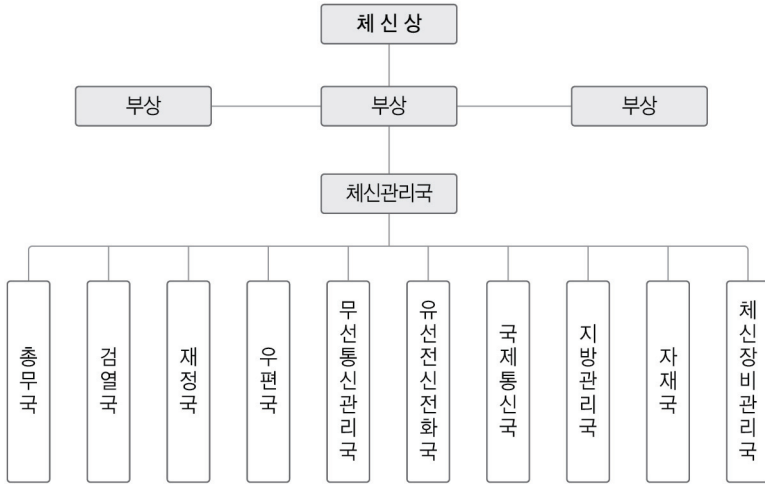 체 신 상
부상
부상
부상
체신관리국
총무국
검열국
재정국
우편국
무선통신관리국
유선전신전화국
국제통신국
지방관리국
자재국
체신장비관리국